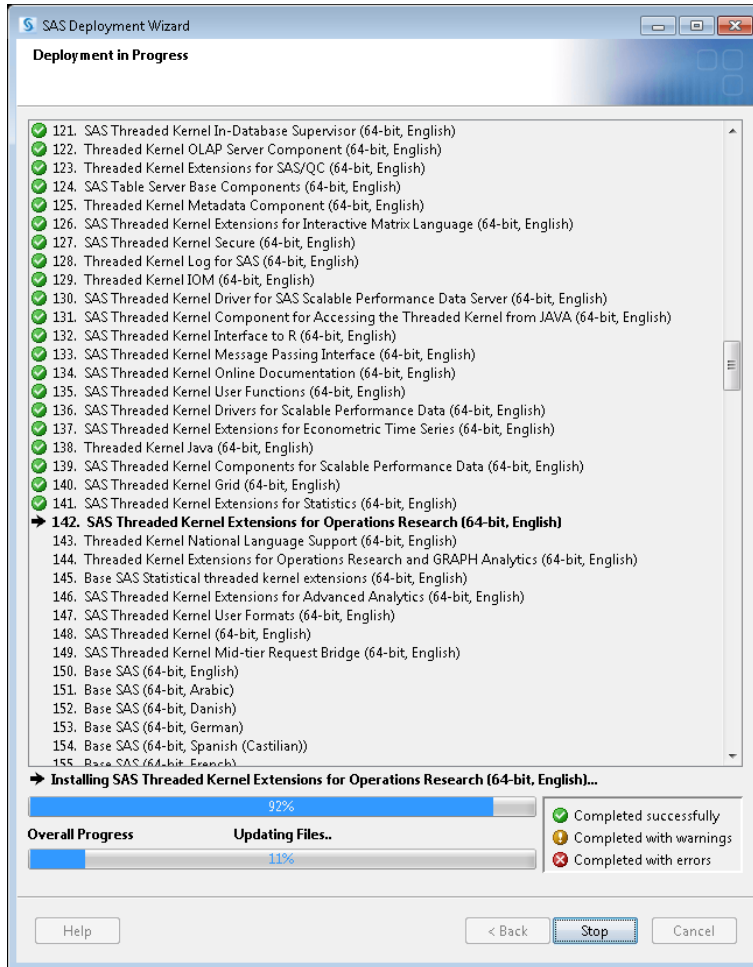 SAS Deployment Wizard
Deployment in Progress
121. SAS Threaded Kernel In-Database Supervisor (64-bit, English)
122. Threaded Kernel OLAP Server Component (64-bit, English)
123. Threaded Kernel Extensions for SAS/QC (64-bit, English)
124. SAS Table Server Base Components (64-bit, English)
125. Threaded Kernel Metadata Component (64-bit, English)
126. SAS Threaded Kernel Extensions for Interactive Matrix Language (64-bit, English)
127. SAS Threaded Kernel Secure (64-bit, English)
128. Threaded Kernel Log for SAS (64-bit, English)
129. Threaded Kernel IOM (64-bit, English)
130. SAS Threaded Kernel Driver for SAS Scalable Performance Data Server (64-bit, English)
131. SAS Threaded Kernel Component for Accessing the Threaded Kernel from JAVA (64-bit, English)
132. SAS Threaded Kernel Interface to R (64-bit, English)
133. SAS Threaded Kernel Message Passing Interface (64-bit, English)
134. SAS Threaded Kernel Online Documentation (64-bit, English)
135. SAS Threaded Kernel User Functions (64-bit, English)
136. SAS Threaded Kernel Drivers for Scalable Performance Data (64-bit, English)
137. SAS Threaded Kernel Extensions for Econometric Time Series (64-bit, English)
138. Threaded Kernel Java (64-bit, English)
139. SAS Threaded Kernel Components for Scalable Performance Data (64-bit, English)
140. SAS Threaded Kernel Grid (64-bit, English)
141. SAS Threaded Kernel Extensions for Statistics (64-bit, English)
142. SAS Threaded Kernel Extensions for Operations Research (64-bit, English)
143. Threaded Kernel National Language Support (64-bit, English)
144. Threaded Kernel Extensions for Operations Research and GRAPH Analytics (64-bit, English)
145. Base SAS Statistical threaded kernel extensions (64-bit, English)
146. SAS Threaded Kernel Extensions for Advanced Analytics (64-bit, English)
147. SAS Threaded Kernel User Formats (64-bit, English)
148. SAS Threaded Kernel (64-bit, English)
149. SAS Threaded Kernel Mid-tier Request Bridge (64-bit, English)
150. Base SAS (64-bit, English)
151. Base SAS (64-bit, Arabic)
152. Base SAS (64-bit, Danish)
153. Base SAS (64-bit, German)
154. Base SAS (64-bit, Spanish (Castilian))
155. Base SAS (64-bit, French)
Installing SAS Threaded Kernel Extensions for Operations Research (64-bit, English)...
92%
Overall Progress Updating Files..
11%
Completed successfully
Completed with warnings
Completed with errors
Help < Back Stop Cancel